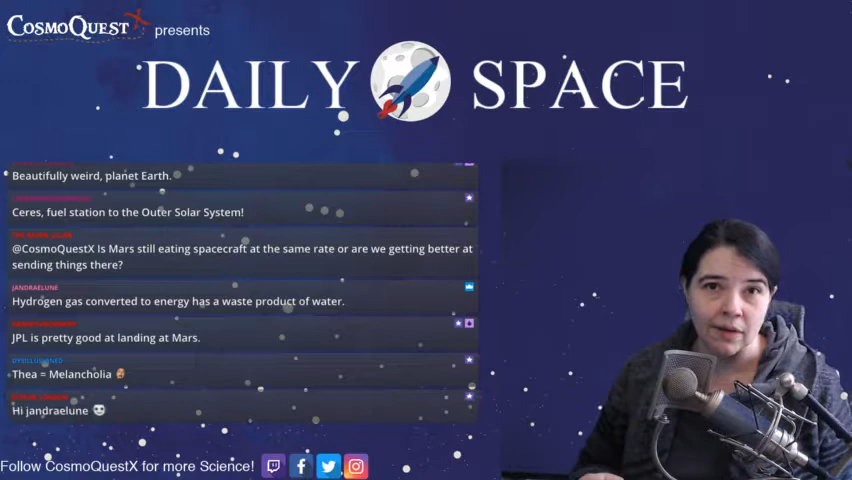 CosmoQuestX presents
DAILY SPACE
Beautifully weird, planet Earth.
Ceres, fuel station to the Outer Solar System!
@CosmoQuestX Is Mars still eating spacecraft at the same rate or are we getting better at
sending things there?
JANDRAELUNE
Hydrogen gas converted to energy has a waste product of water.
JPL is pretty good at landing at Mars.
DYSILLUSIONED
Thea = Melancholia
Hi jandraelune
Follow CosmoQuestX for more Science!